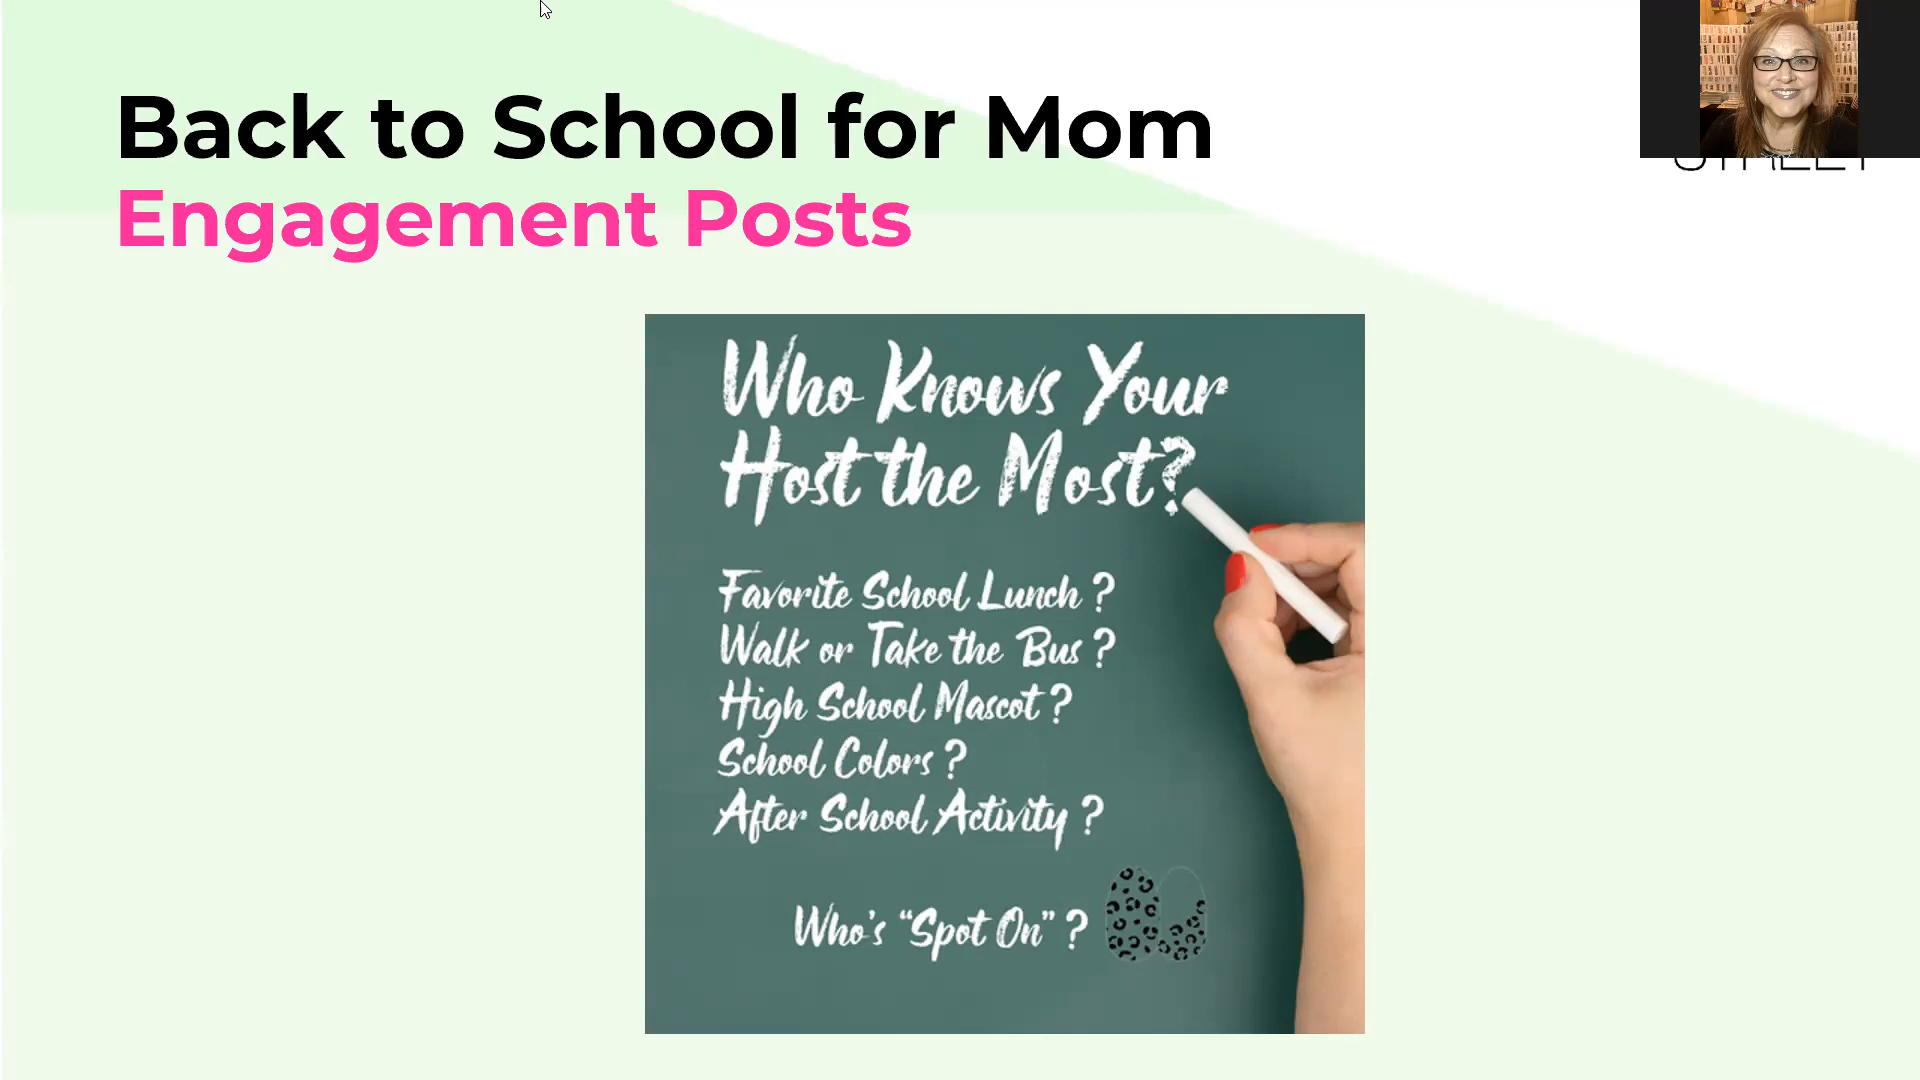 Back to School for Mom
Engagement Posts
Who Knows Your
Host the Most?
Favorite School Lunch ?
Walk or Take the Bus ?
High School Mascot ?
School Colors ?
After School Activity ?
Who's “Spot On” ?